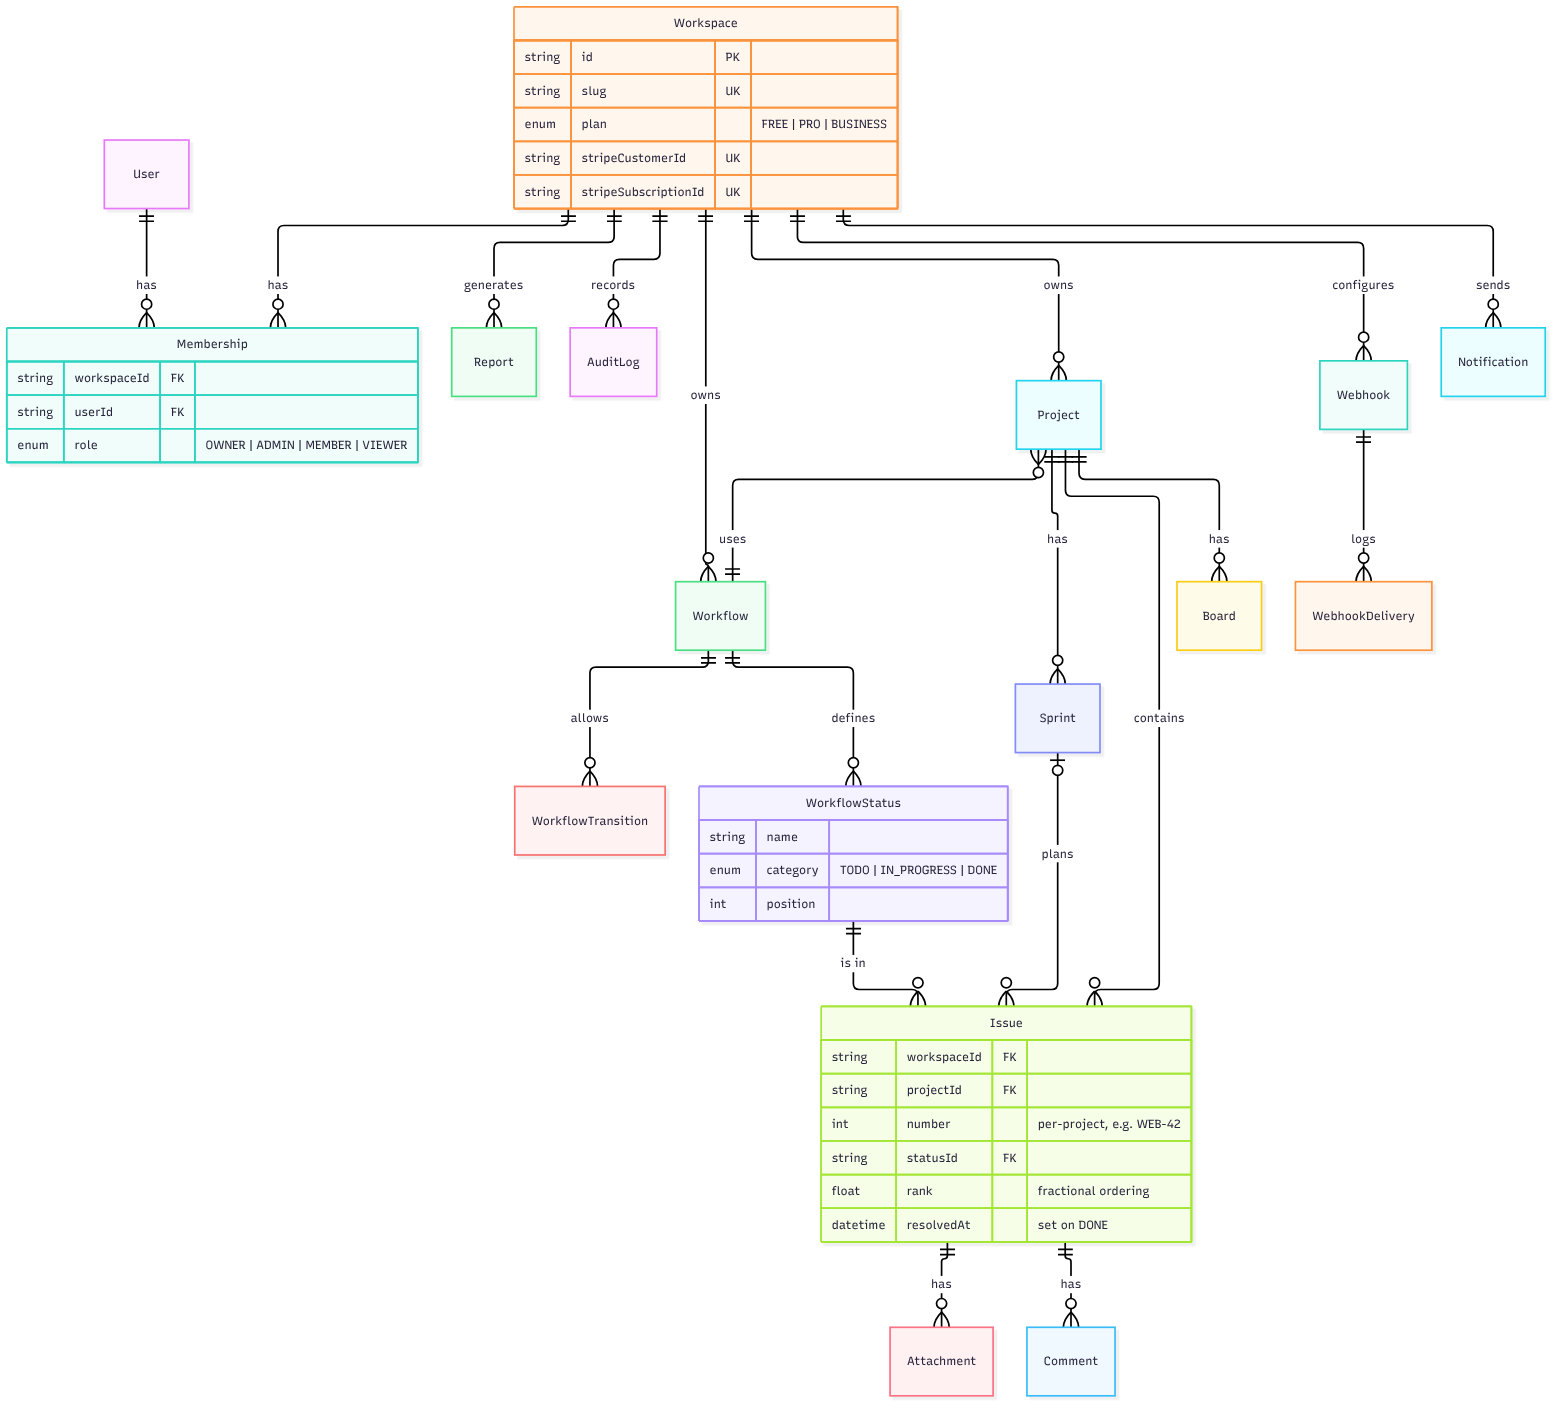 Workspace
string id PK
string slug UK
enum plan FREE | PRO | BUSINESS
string stripeCustomerId UK
string stripeSubscriptionId UK
User
has
has
generates
records
owns
configures
sends
Membership
string workspaceId FK
string userId FK
enum role OWNER | ADMIN | MEMBER | VIEWER
Report
AuditLog
owns
Project
Webhook
Notification
uses
has
has
logs
Workflow
Board
WebhookDelivery
allows
defines
Sprint
contains
WorkflowTransition
WorkflowStatus
string name
enum category TODO | IN_PROGRESS | DONE
int position
plans
is in
Issue
string workspaceId FK
string projectId FK
int number per-project, e.g. WEB-42
string statusId FK
float rank fractional ordering
datetime resolvedAt set on DONE
has
has
Attachment
Comment